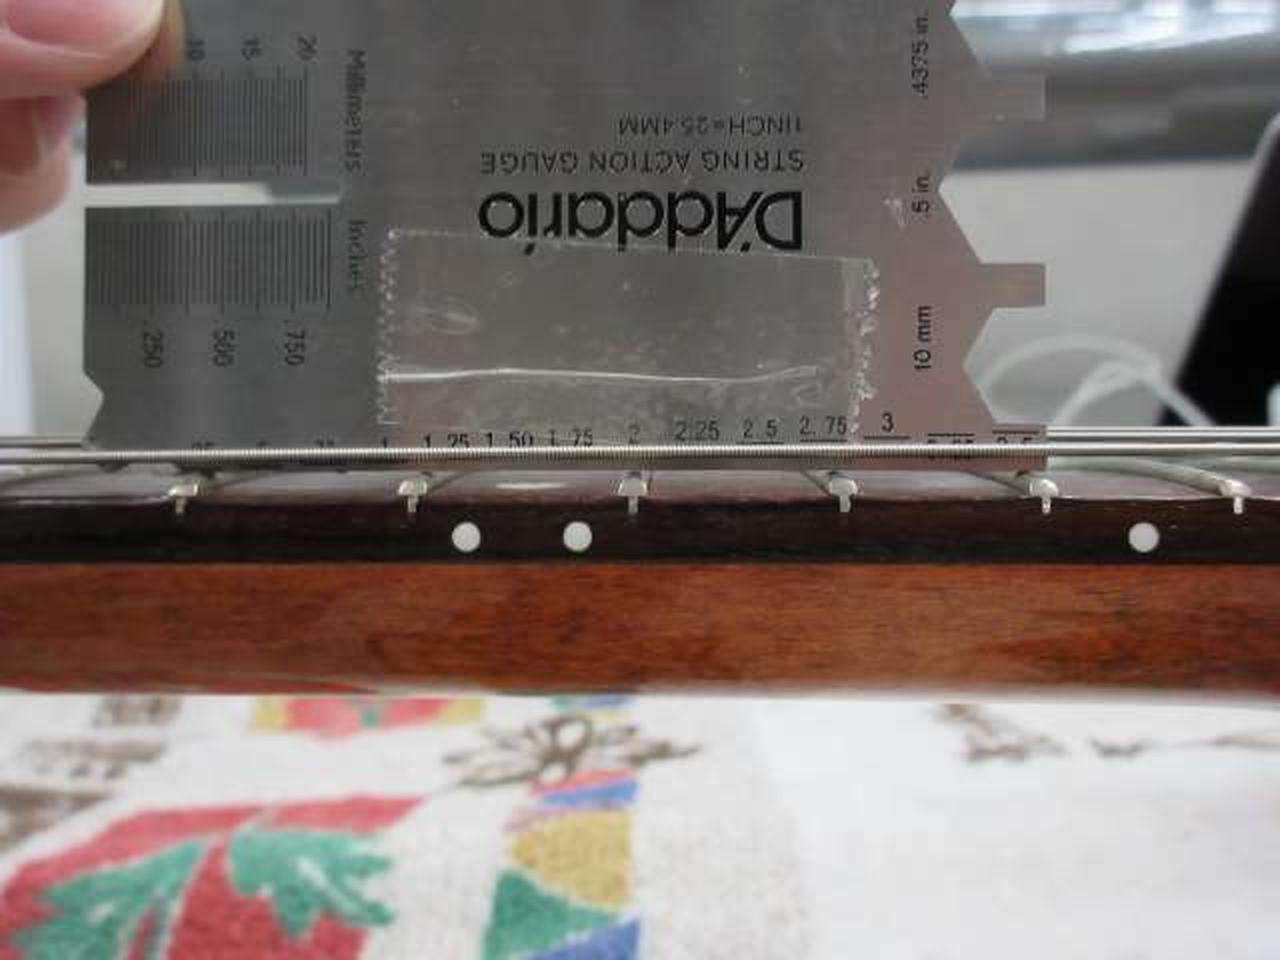 10 15 20
Millimeters
.4375 in.
1INCH=25.4MM
STRING ACTION GAUGE
D'Addario
.5 in.
Inches
250 500 750
10 mm
1 1.25 1.50 1.75 2 2.25 2.5 2.75 3